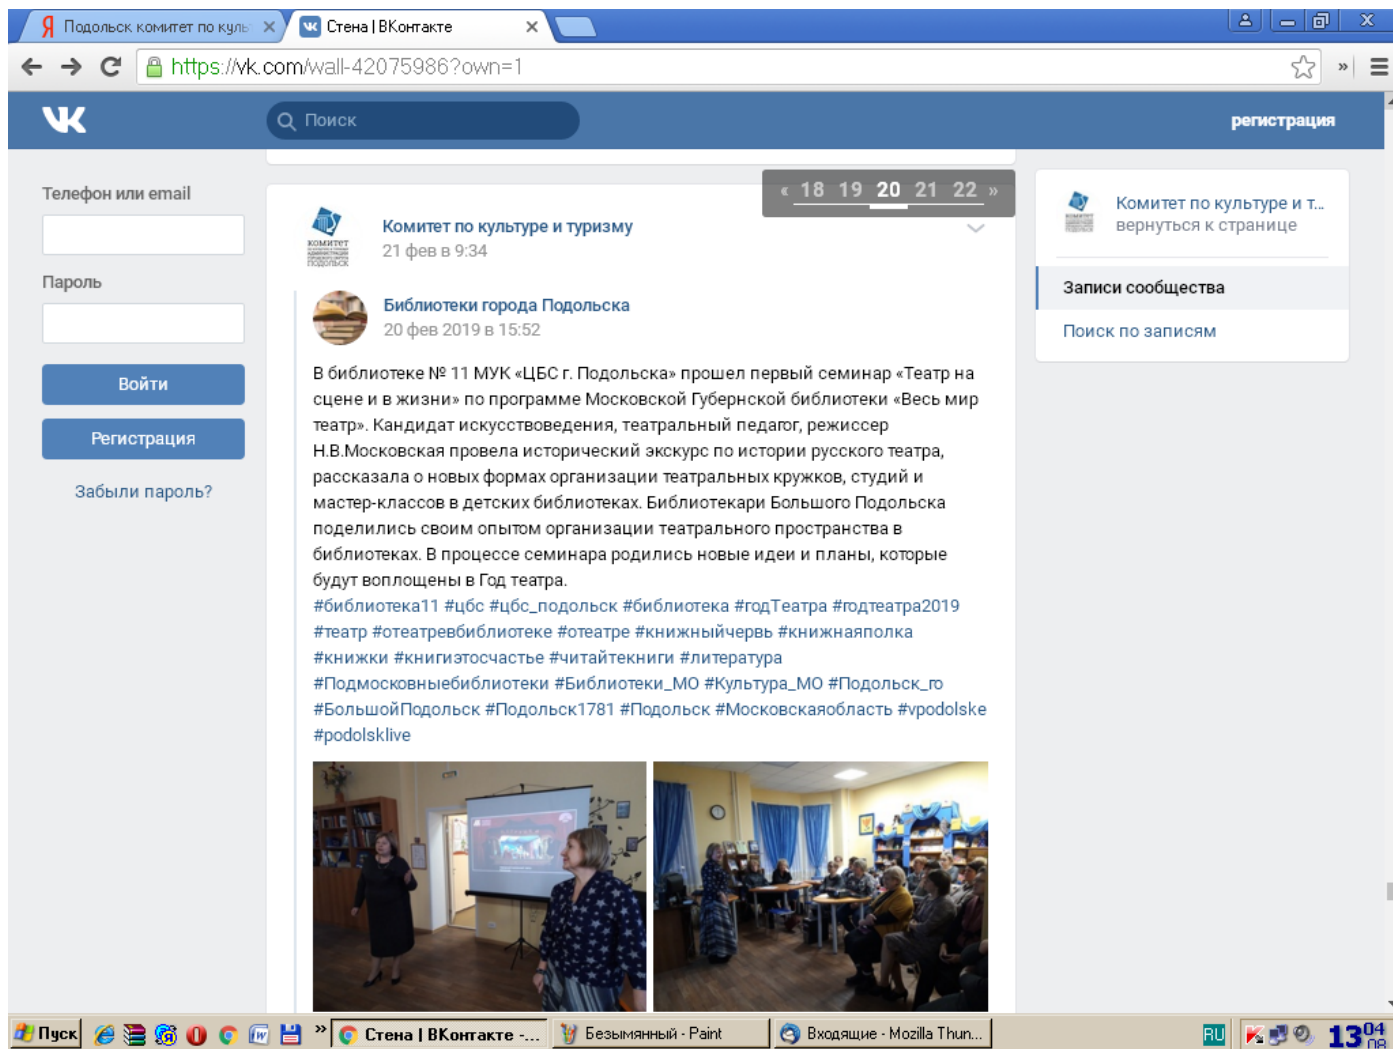 Подольск комитет по куль
Стена | ВКонтакте
https://vk.com/wall-42075986?own=1
Поиск
регистрация
« 18 19 20 21 22 »
Телефон или email
Пароль
Войти
Регистрация
Забыли пароль?
КОМИТЕТ
ПОДОЛЬСК
Комитет по культуре и туризму
21 фев в 9:34
Библиотеки города Подольска
20 фев 2019 в 15:52
В библиотеке № 11 МУК «ЦБС г. Подольска» прошел первый семинар «Театр на
сцене и в жизни» по программе Московской Губернской библиотеки «Весь мир
театр». Кандидат искусствоведения, театральный педагог, режиссер
Н.В.Московская провела исторический экскурс по истории русского театра,
рассказала о новых формах организации театральных кружков, студий и
мастер-классов в детских библиотеках. Библиотекари Большого Подольска
поделились своим опытом организации театрального пространства в
библиотеках. В процессе семинара родились новые идеи и планы, которые
будут воплощены в Год театра.
#библиотека11 #цбс #цбс_подольск #библиотека #годТеатра #годтеатра2019
#театр #отеатревбиблиотеке #отеатре #книжныйчервь #книжнаяполка
#книжки #книгиэтосчастье #читайтекниги #литература
#Подмосковныебиблиотеки #Библиотеки_МО #Культура_МО #Подольск_го
#БольшойПодольск #Подольск1781 #Подольск #Московскаяобласть #vpodolske
#podolsklive
Комитет по культуре и т...
вернуться к странице
Записи сообщества
Поиск по записям
Пуск
Стена | ВКонтакте -...
Безымянный - Paint
Входящие - Mozilla Thun...
RU
13 04
08